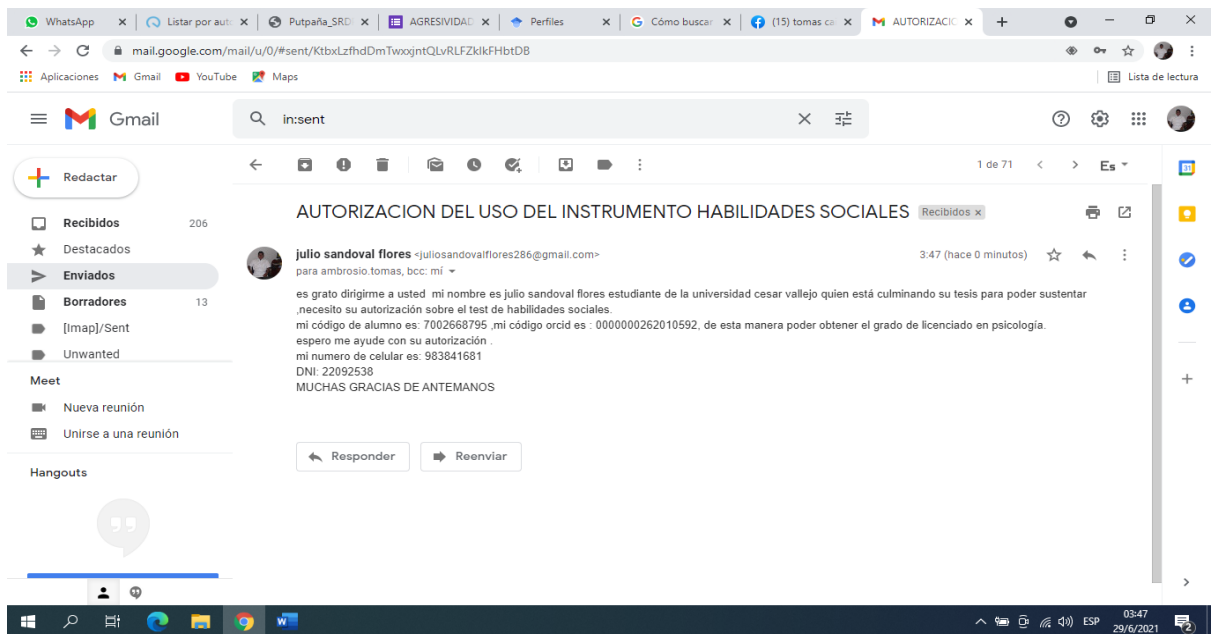 WhatsApp
Listar por aut
Putpaña_SRD
AGRESIVIDAD
Perfiles
Cómo buscar
(15) tomas ca
AUTORIZACIO
mail.google.com/mail/u/0/#sent/KtbxLzfhdDmTwxxjntQLvRLFZkIkFHbtDB
Aplicaciones
Gmail
YouTube
Maps
Lista de lectura
Gmail
in:sent
Redactar
1 de 71
Es
Recibidos 206
Destacados
Enviados
Borradores 13
[Imap]/Sent
Unwanted
Meet
Nueva reunión
Unirse a una reunión
Hangouts
AUTORIZACION DEL USO DEL INSTRUMENTO HABILIDADES SOCIALES Recibidos x
julio sandoval flores <juliosandovalflores286@gmail.com> 3:47 (hace 0 minutos)
para ambrosio.tomas, bcc: mí
es grato dirigirme a usted mi nombre es julio sandoval flores estudiante de la universidad cesar vallejo quien está culminando su tesis para poder sustentar
,necesito su autorización sobre el test de habilidades sociales.
mi código de alumno es: 7002668795 ,mi código orcid es : 0000000262010592, de esta manera poder obtener el grado de licenciado en psicología.
espero me ayude con su autorización .
mi numero de celular es: 983841681
DNI: 22092538
MUCHAS GRACIAS DE ANTEMANOS
Responder
Reenviar
31
ESP
03:47
29/6/2021
2